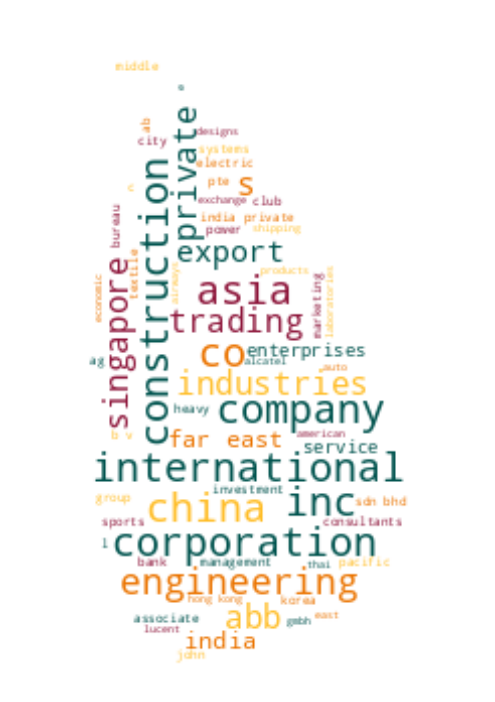 middle
e
ab
designs
city
private
systems
electric
construction
pte
s
c
exchange
club
bureau
india private
power
shipping
export
textile
singapore
airways
products
economic
asia
marketing
laboratories
trading
co
enterprises
ag
alcatel
auto
industries
heavy
company
b v
far east
american
service
international
investment
group
china
inc
sdn bhd
sports
consultants
l
corporation
bank
management
thai
pacific
engineering
hong kong
korea
associate
abb
gmbh
east
lucent
india
john